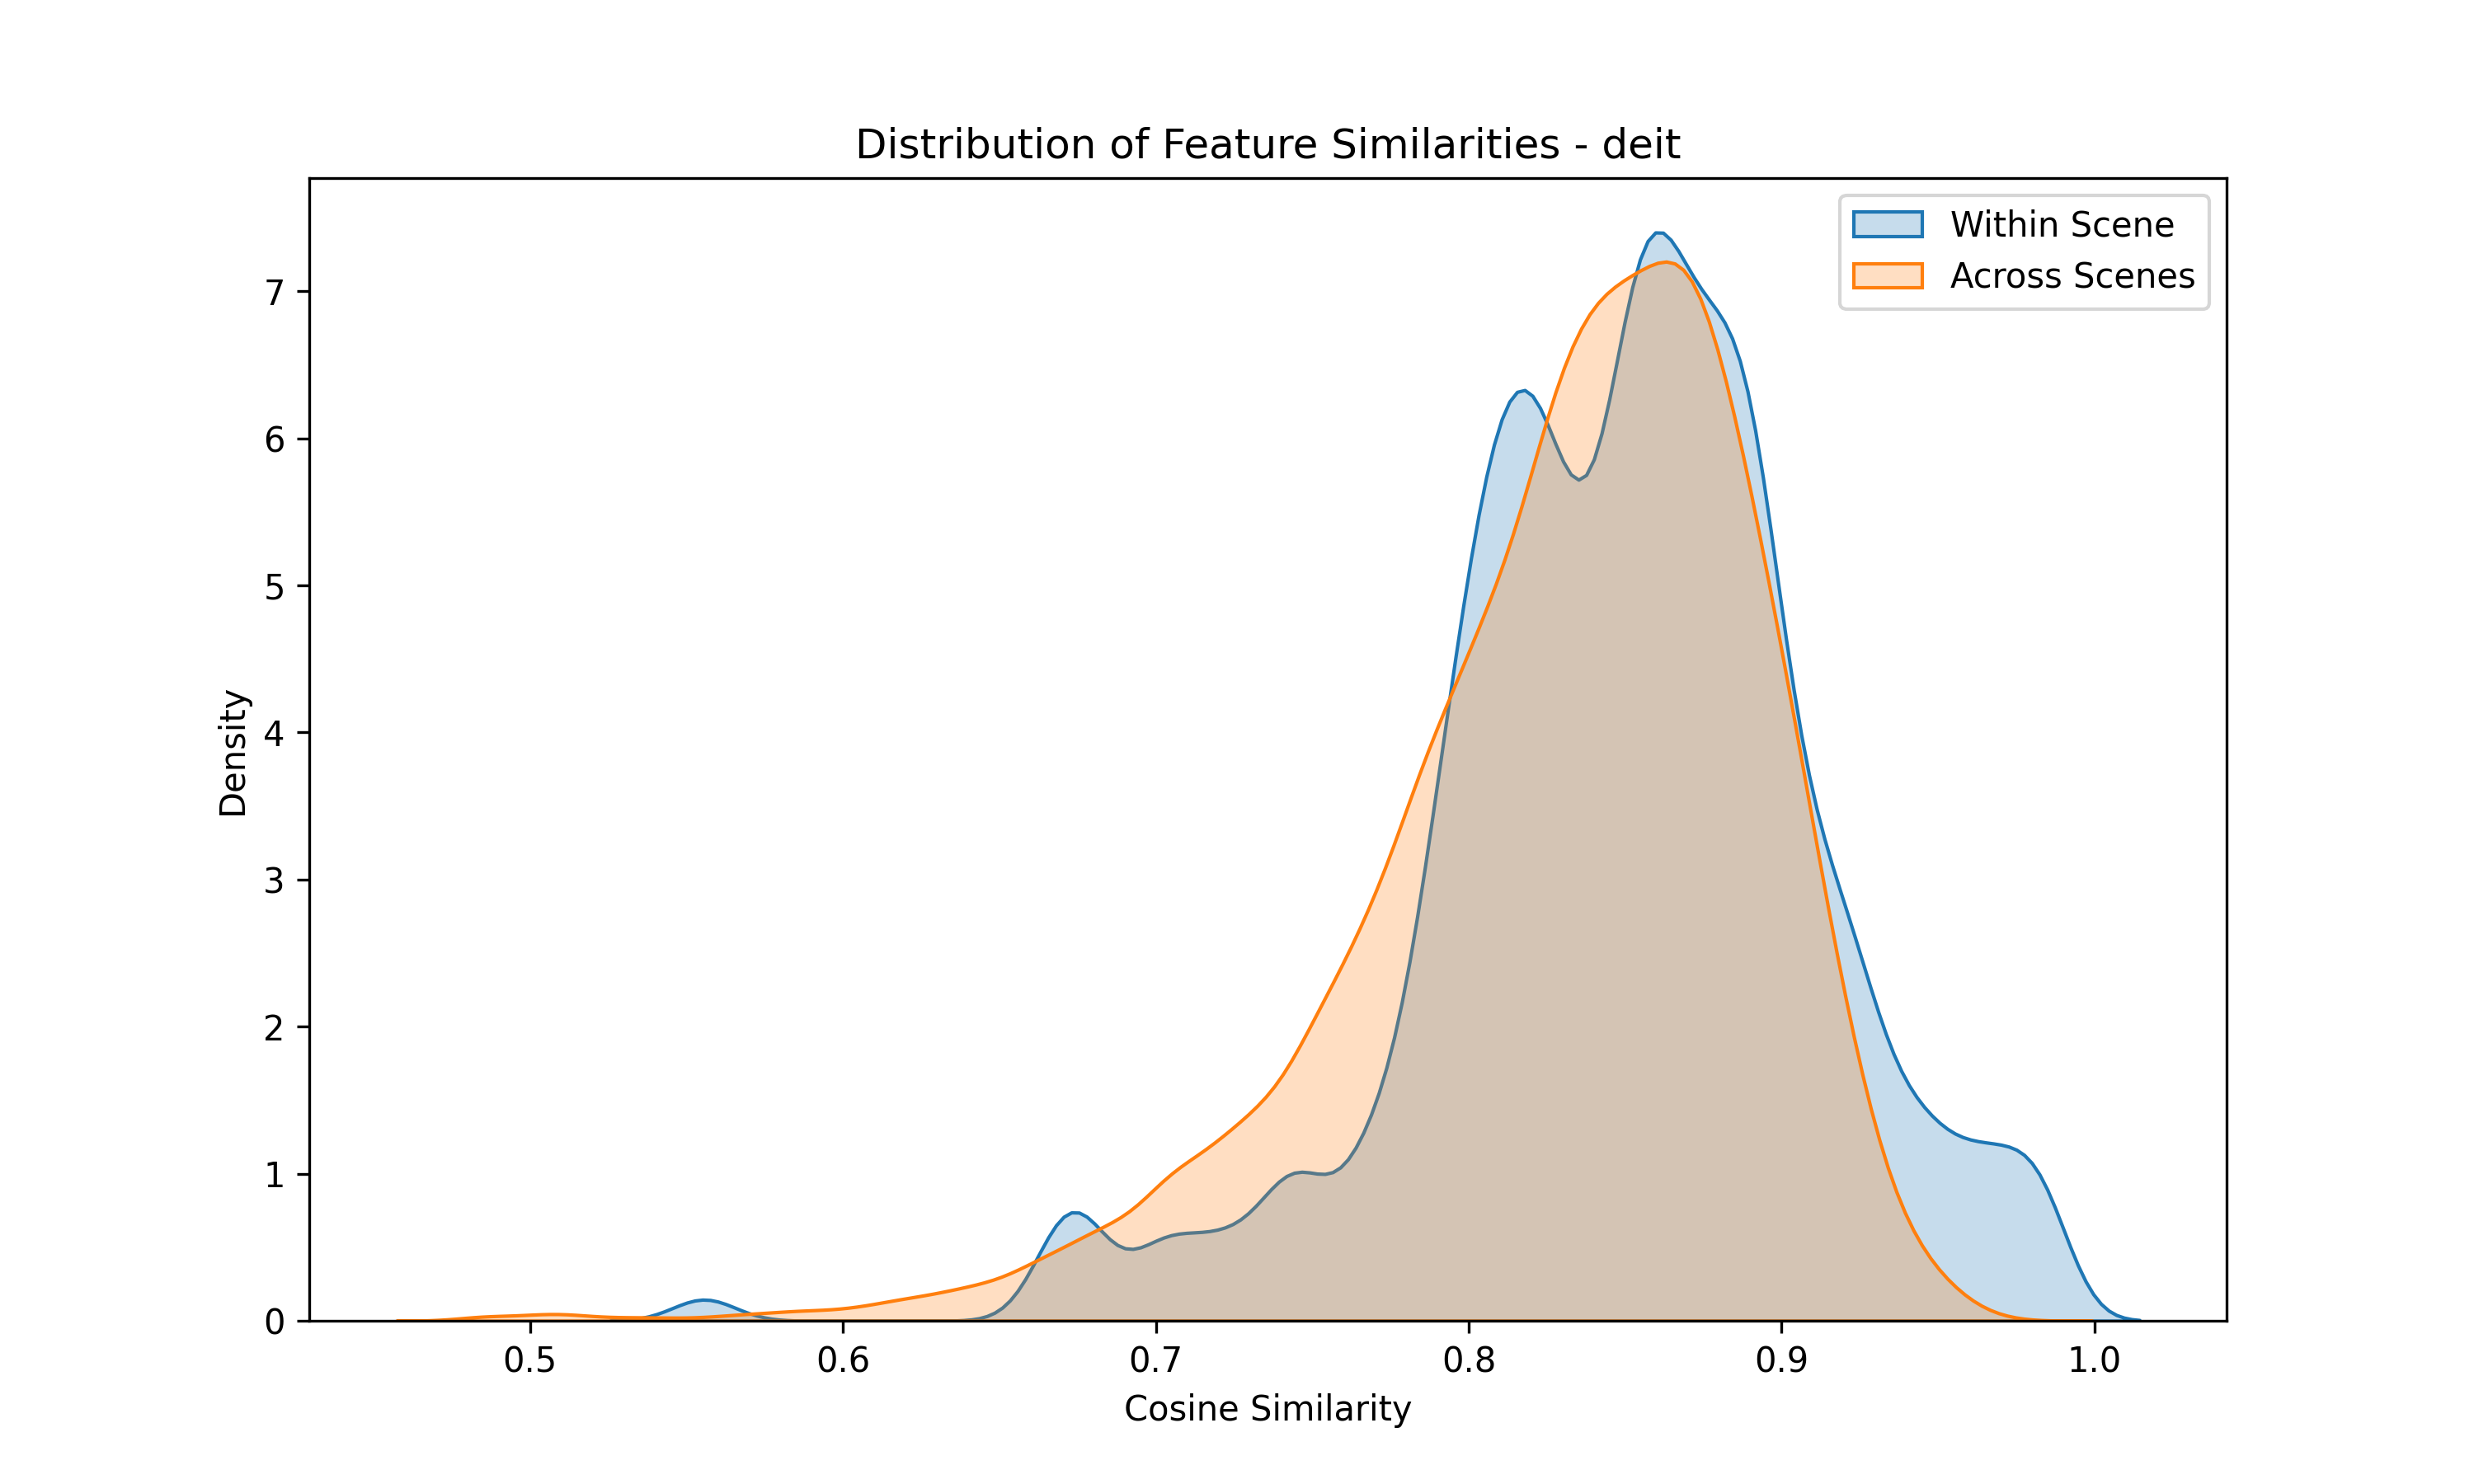 Distribution of Feature Similarities - deit
Within Scene
Across Scenes
7
6
5
4
3
2
1
0
Density
0.5 0.6 0.7 0.8 0.9 1.0
Cosine Similarity